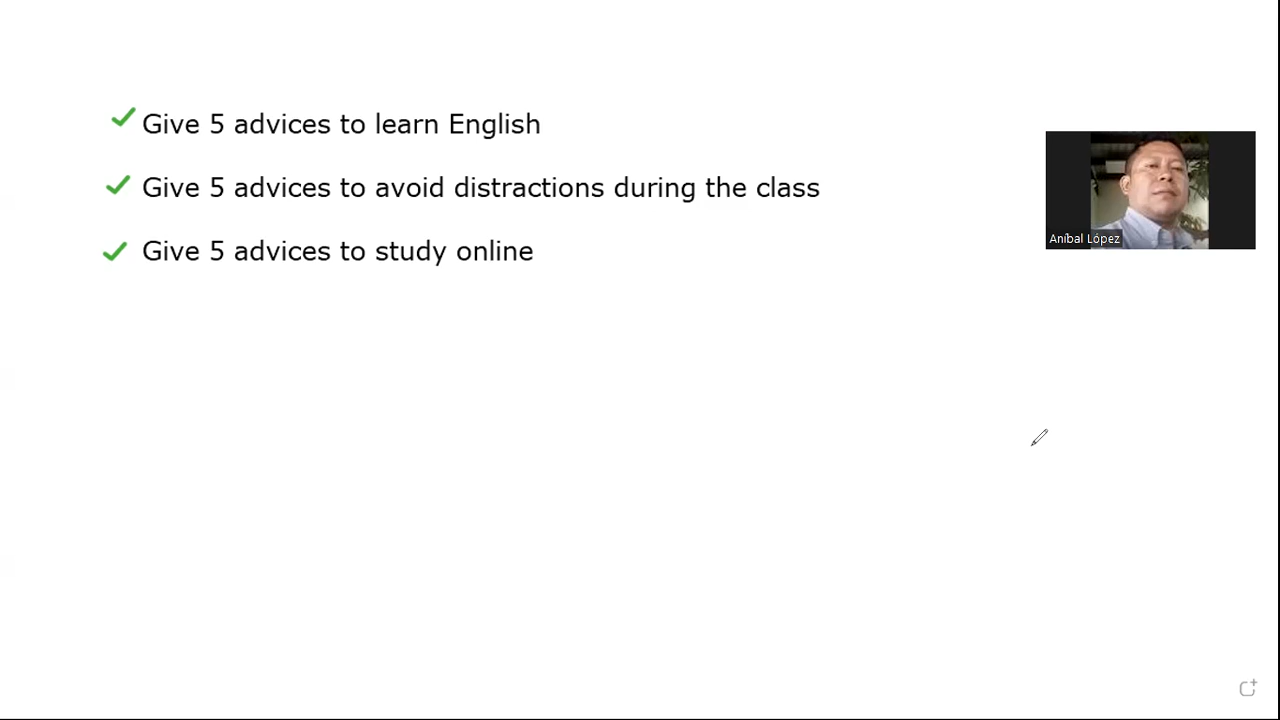 Give 5 advices to learn English
Give 5 advices to avoid distractions during the class
Aníbal López
Give 5 advices to study online